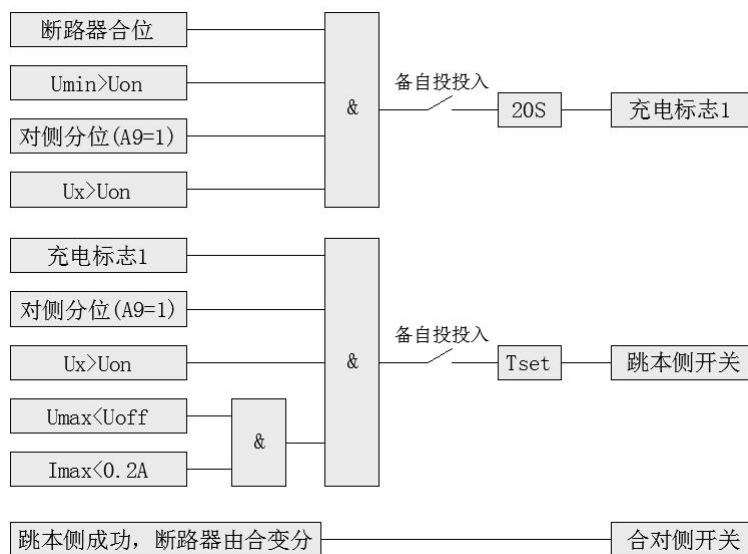 断路器合位
Umin>Uon
对侧分位(A9=1)
Ux>Uon
&
备自投投入
20S
充电标志1
充电标志1
对侧分位(A9=1)
Ux>Uon
Umax<Uoff
Imax<0.2A
&
&
备自投投入
Tset
跳本侧开关
跳本侧成功，断路器由合变分
合对侧开关